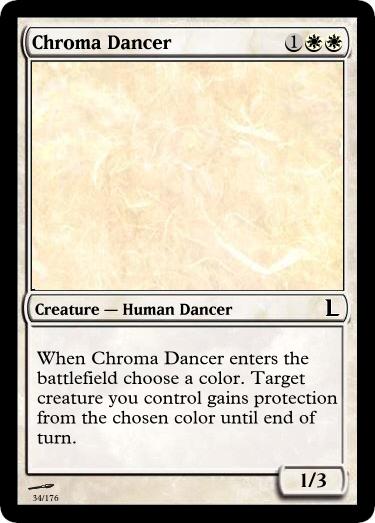 Chroma Dancer 1
Creature — Human Dancer L
When Chroma Dancer enters the
battlefield choose a color. Target
creature you control gains protection
from the chosen color until end of
turn.
1/3
34/176